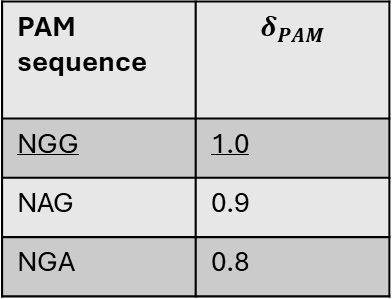 PAM δ_PAM
sequence
NGG 1.0
NAG 0.9
NGA 0.8